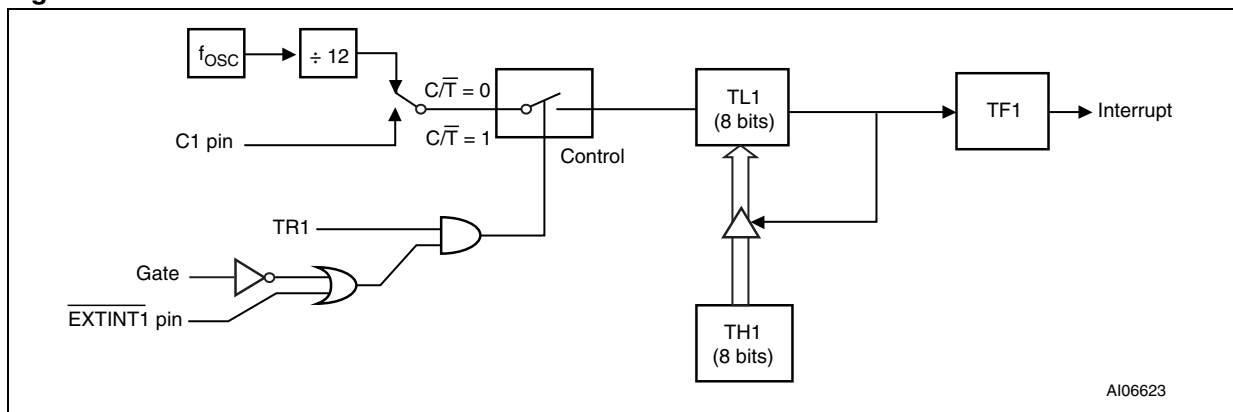 fOSC
÷ 12
C/T̅ = 0
C/T̅ = 1
C1 pin
Control
TL1
(8 bits)
TF1
Interrupt
TR1
Gate
E̅X̅T̅I̅N̅T̅1̅ pin
TH1
(8 bits)
AI06623